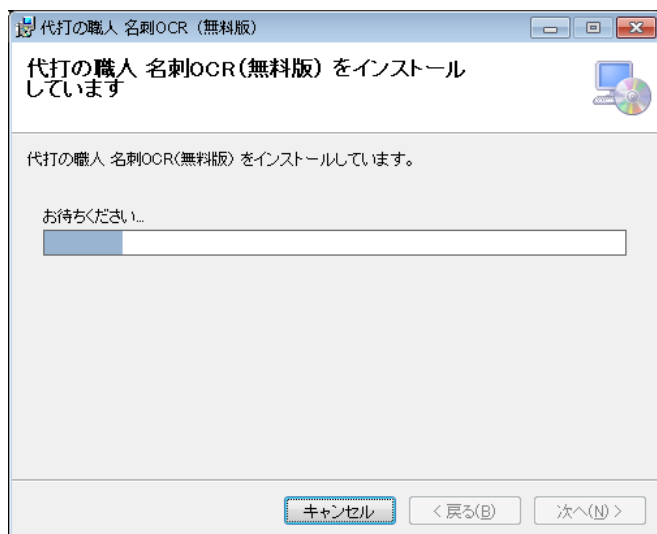 代打の職人 名刺OCR (無料版)
代打の職人 名刺OCR(無料版) をインストール
しています
代打の職人 名刺OCR(無料版) をインストールしています。
お待ちください...
キャンセル
< 戻る(B)
次へ(N) >